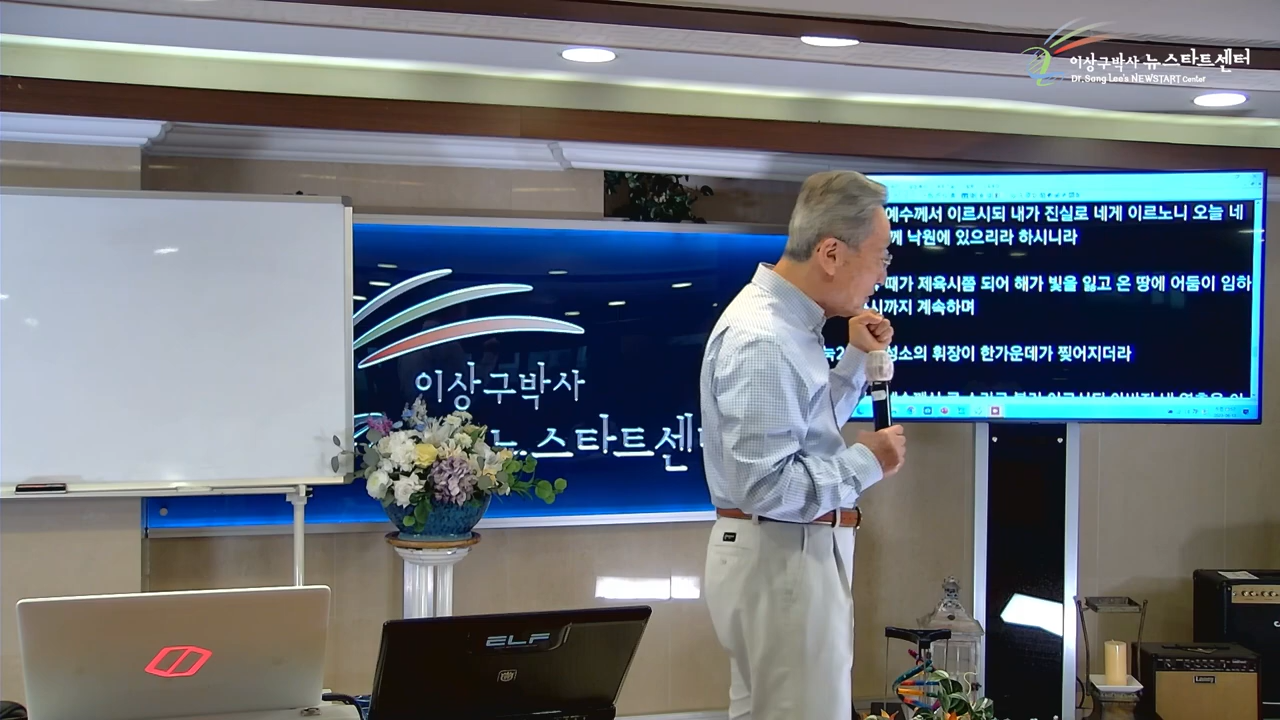 이상구박사 뉴스타트센터
Dr. Sang Lee's NEWSTART Center
예수께서 이르시되 내가 진실로 네게 이르노니 오늘 네
께 낙원에 있으리라 하시니라
때가 제육시쯤 되어 해가 빛을 잃고 온 땅에 어둠이 임하
시까지 계속하며
성소의 휘장이 한가운데가 찢어지더라
이상구박사
뉴스타트센
ELF
Laney